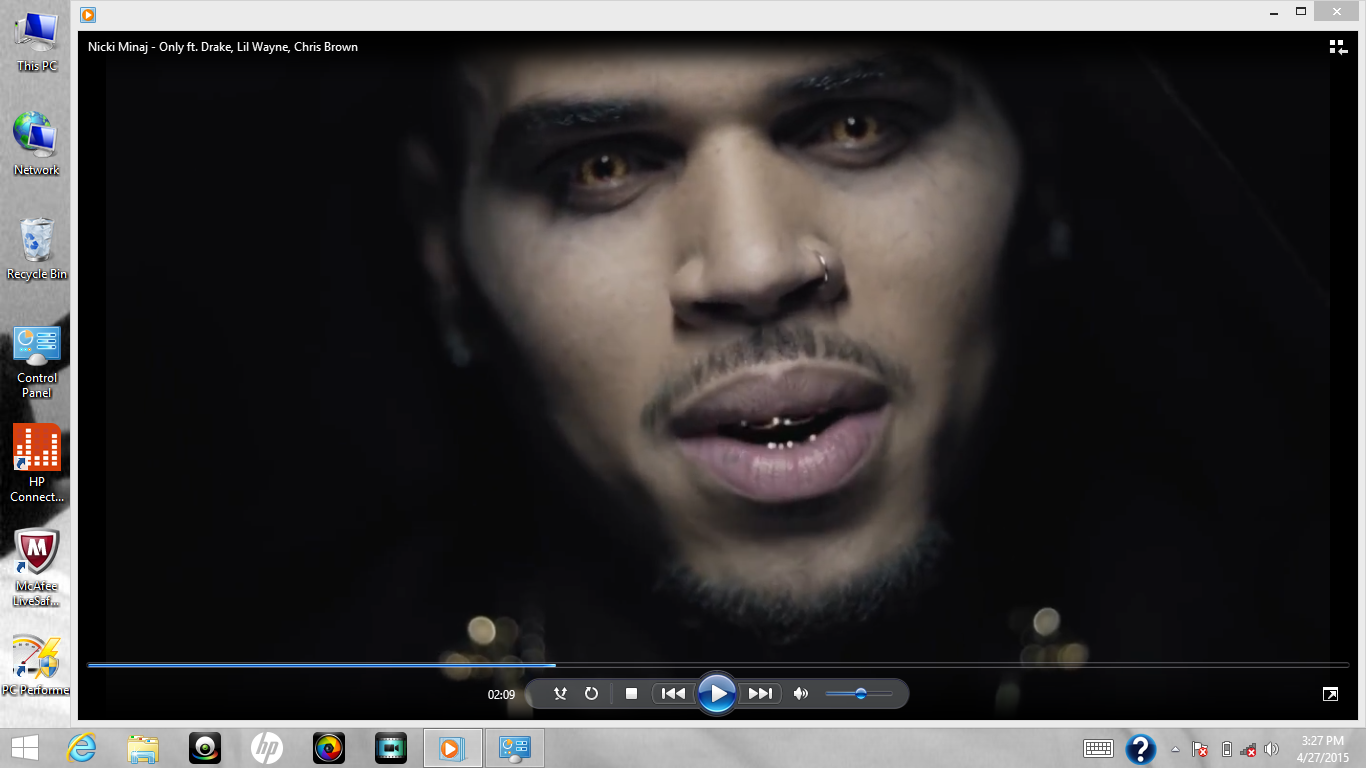 Nicki Minaj - Only ft. Drake, Lil Wayne, Chris Brown
This PC
Network
Recycle Bin
Control
Panel
HP
Connect...
McAfee
LiveSaf...
PC Performe
02:09
hp
3:27 PM
4/27/2015